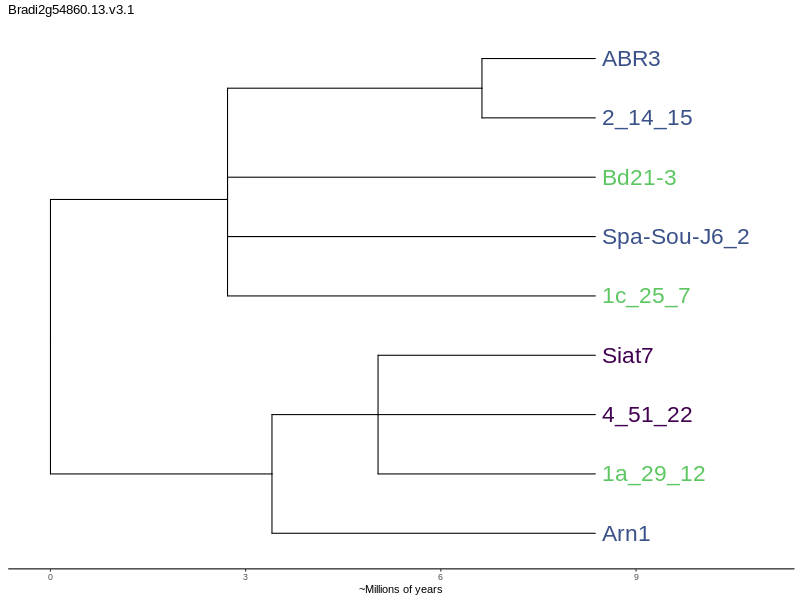 Bradi2g54860.13.v3.1
ABR3
2_14_15
Bd21-3
Spa-Sou-J6_2
1c_25_7
Siat7
4_51_22
1a_29_12
Arn1
0 3 6 9
~Millions of years